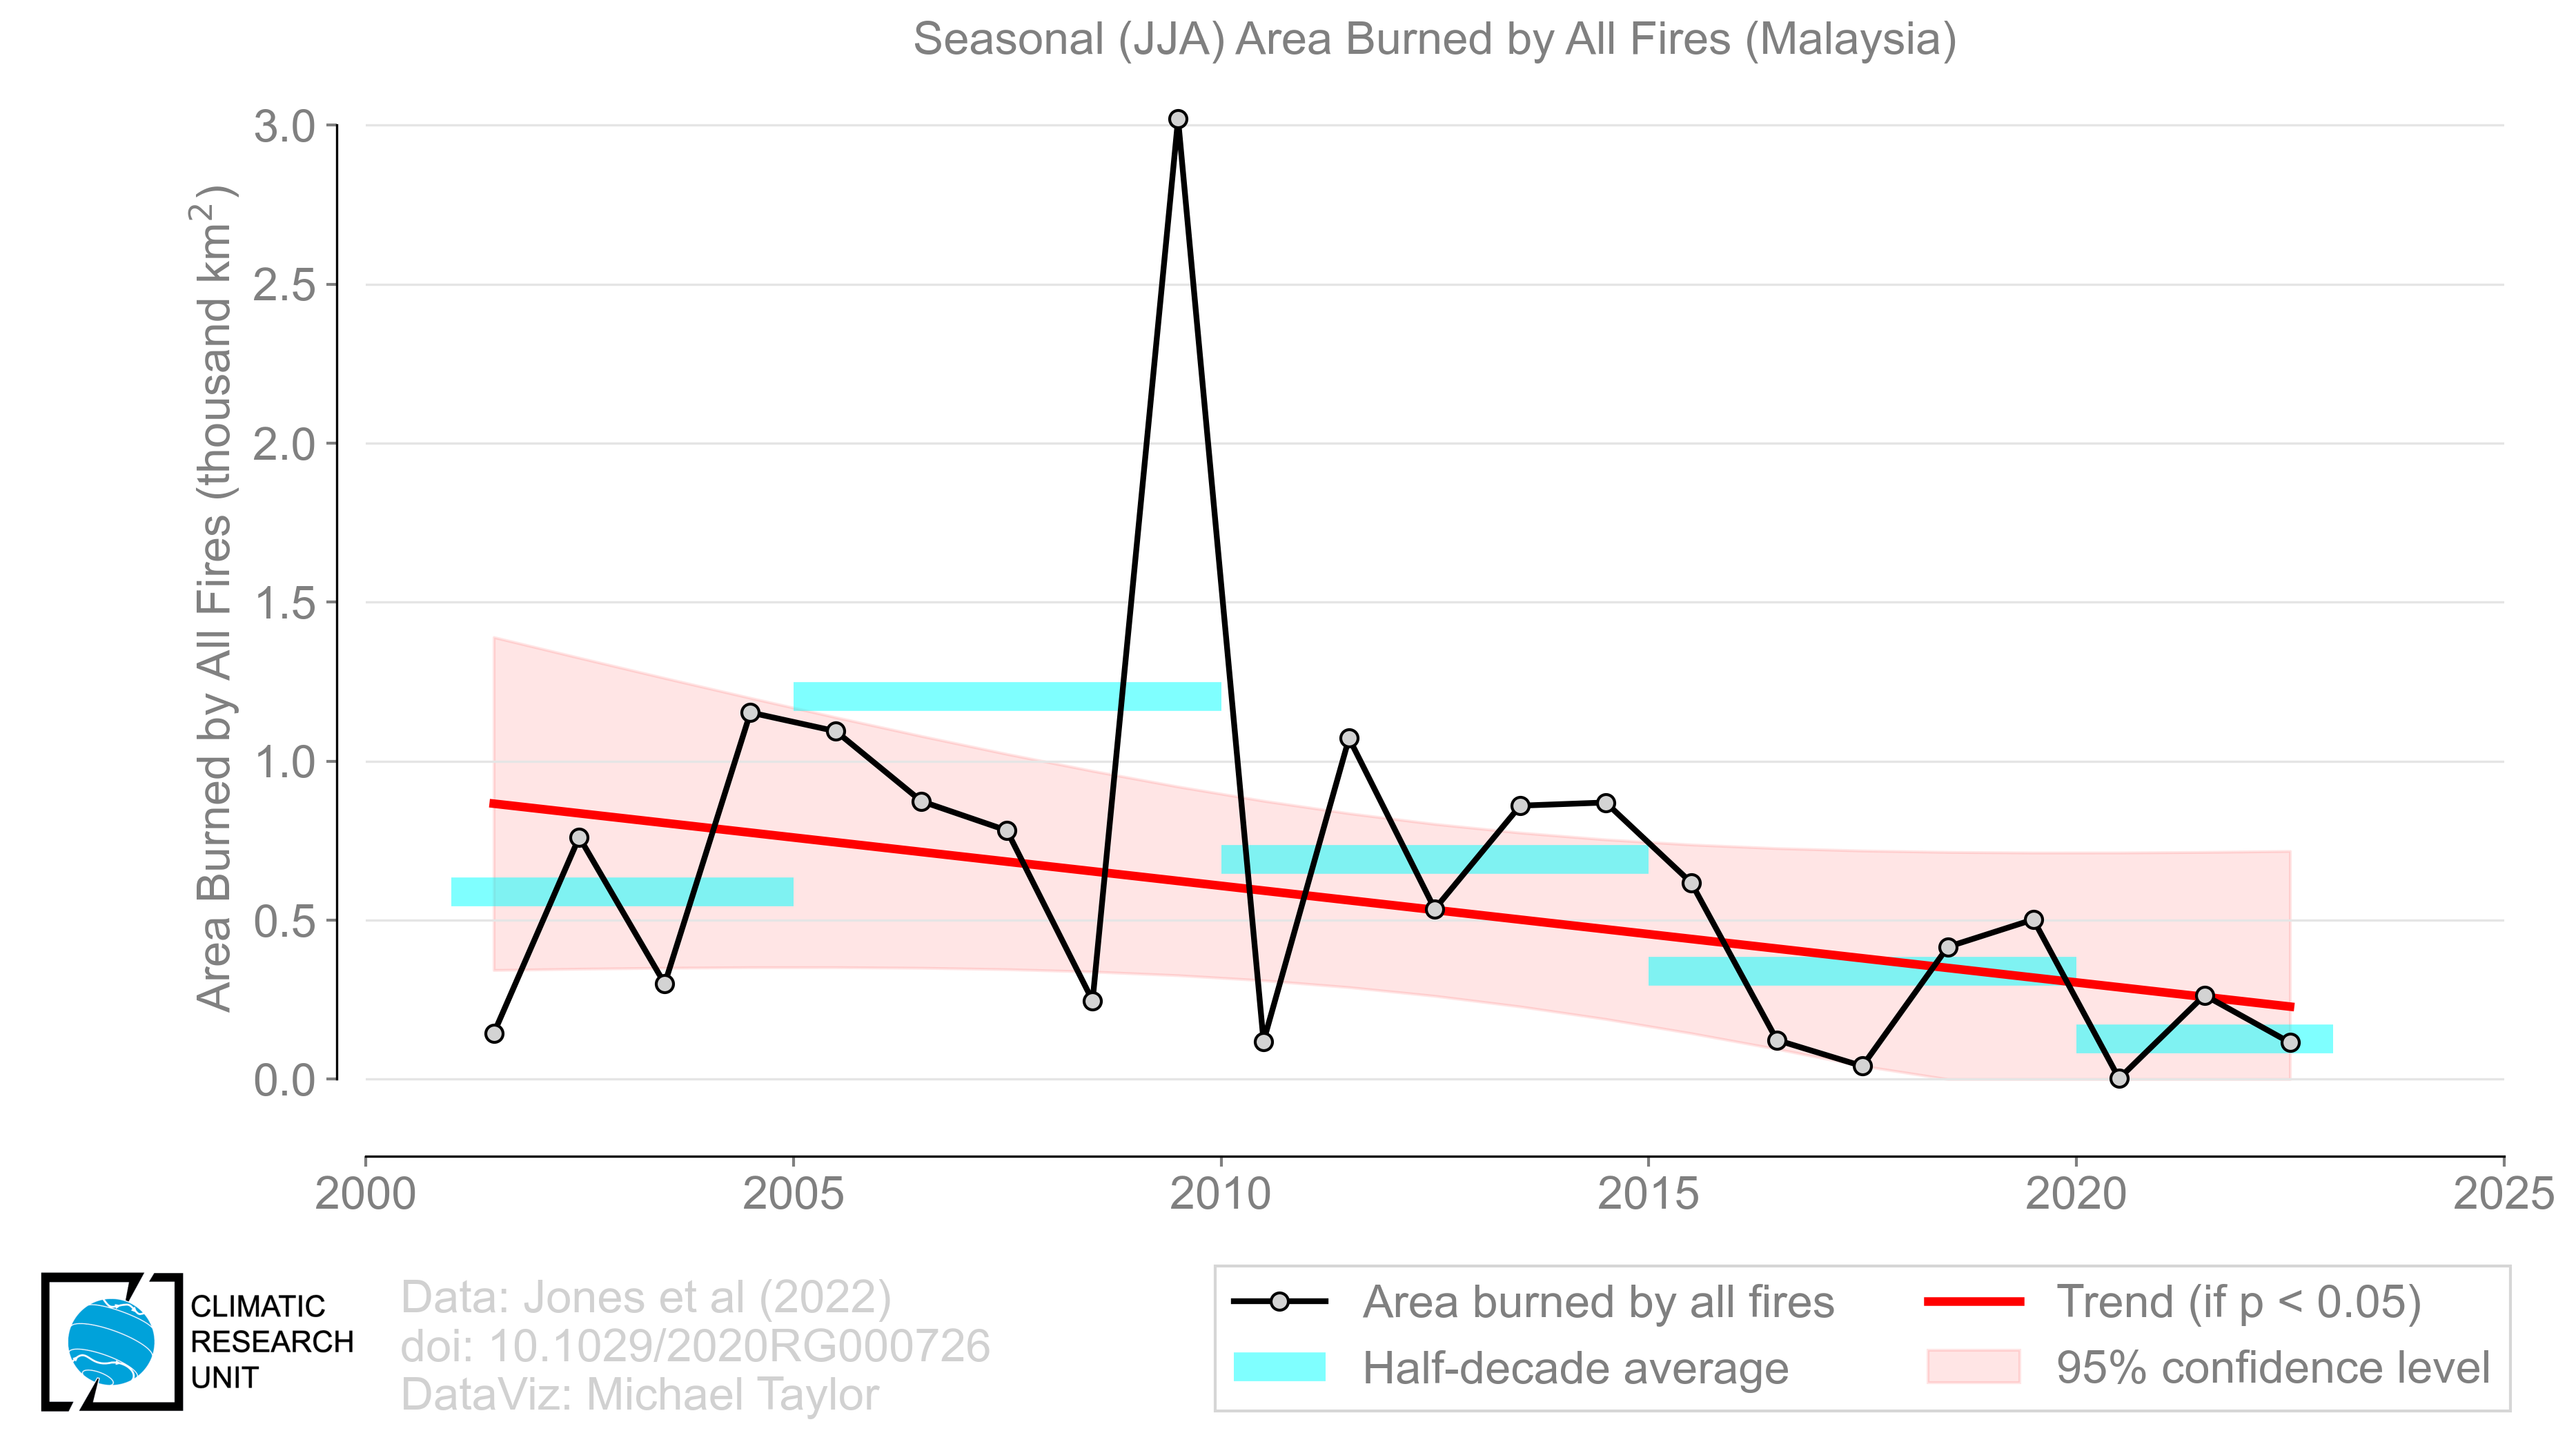 Seasonal (JJA) Area Burned by All Fires (Malaysia)
Area Burned by All Fires (thousand km²)
3.0
2.5
2.0
1.5
1.0
0.5
0.0
2000 2005 2010 2015 2020 2025
CLIMATIC
RESEARCH
UNIT
Data: Jones et al (2022)
doi: 10.1029/2020RG000726
DataViz: Michael Taylor
Area burned by all fires
Half-decade average
Trend (if p < 0.05)
95% confidence level